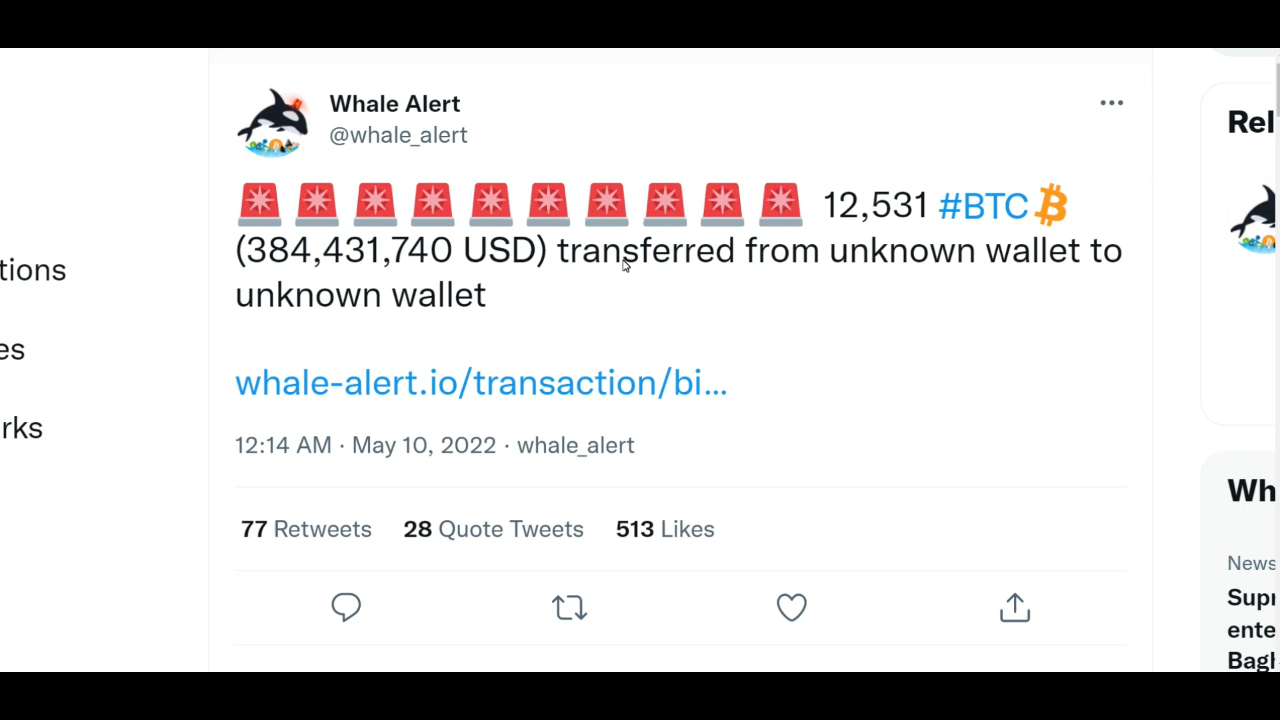 Whale Alert
@whale_alert
🚨 🚨 🚨 🚨 🚨 🚨 🚨 🚨 🚨 🚨 12,531 #BTC
(384,431,740 USD) transferred from unknown wallet to
unknown wallet
whale-alert.io/transaction/bi...
12:14 AM · May 10, 2022 · whale_alert
77 Retweets 28 Quote Tweets 513 Likes
tions
es
rks
Rel
Wh
News
Supr
ente
Bagh